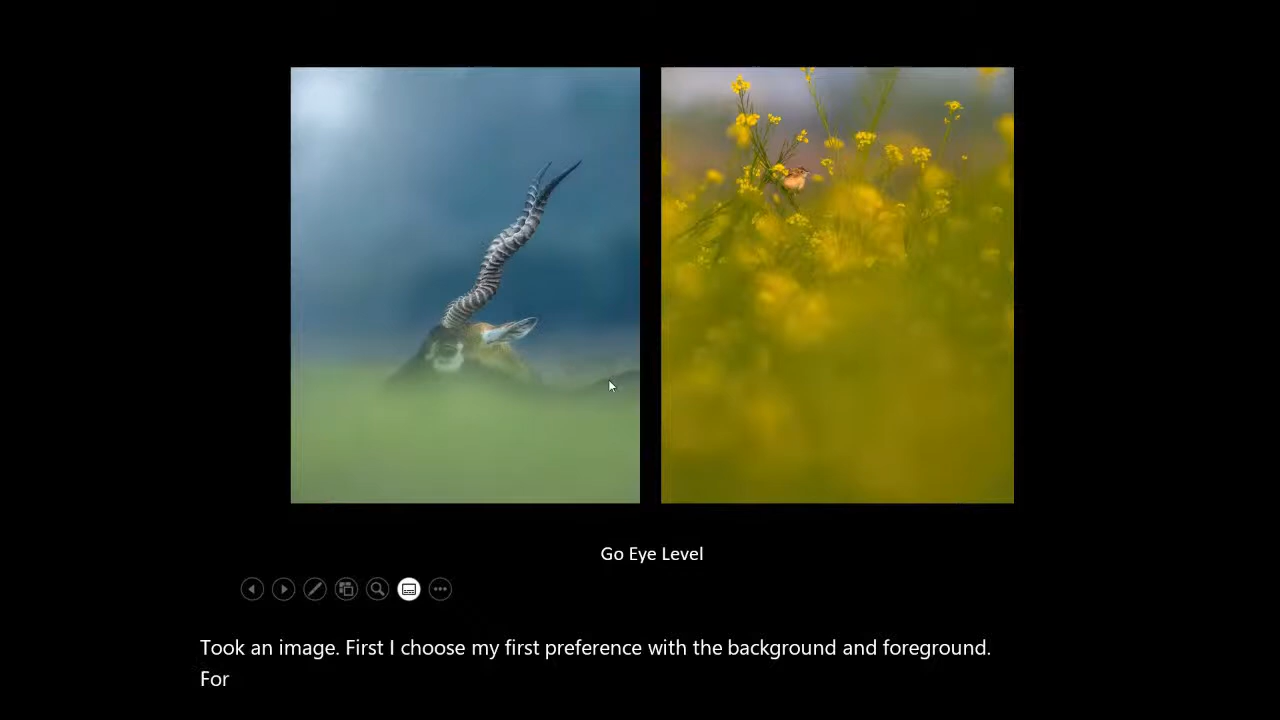 Go Eye Level
Took an image. First I choose my first preference with the background and foreground.
For